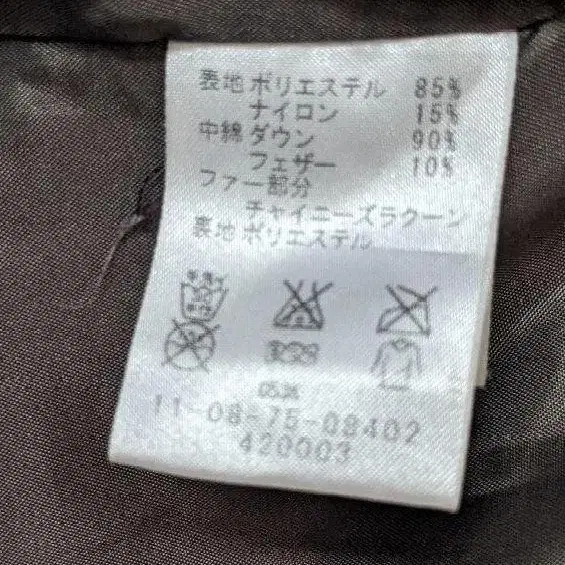 表地 ポリエステル 85%
ナイロン 15%
中綿 ダウン 90%
フェザー 10%
ファー部分
チャイニーズラクーン
裏地 ポリエステル
11-08-75-08402
420003